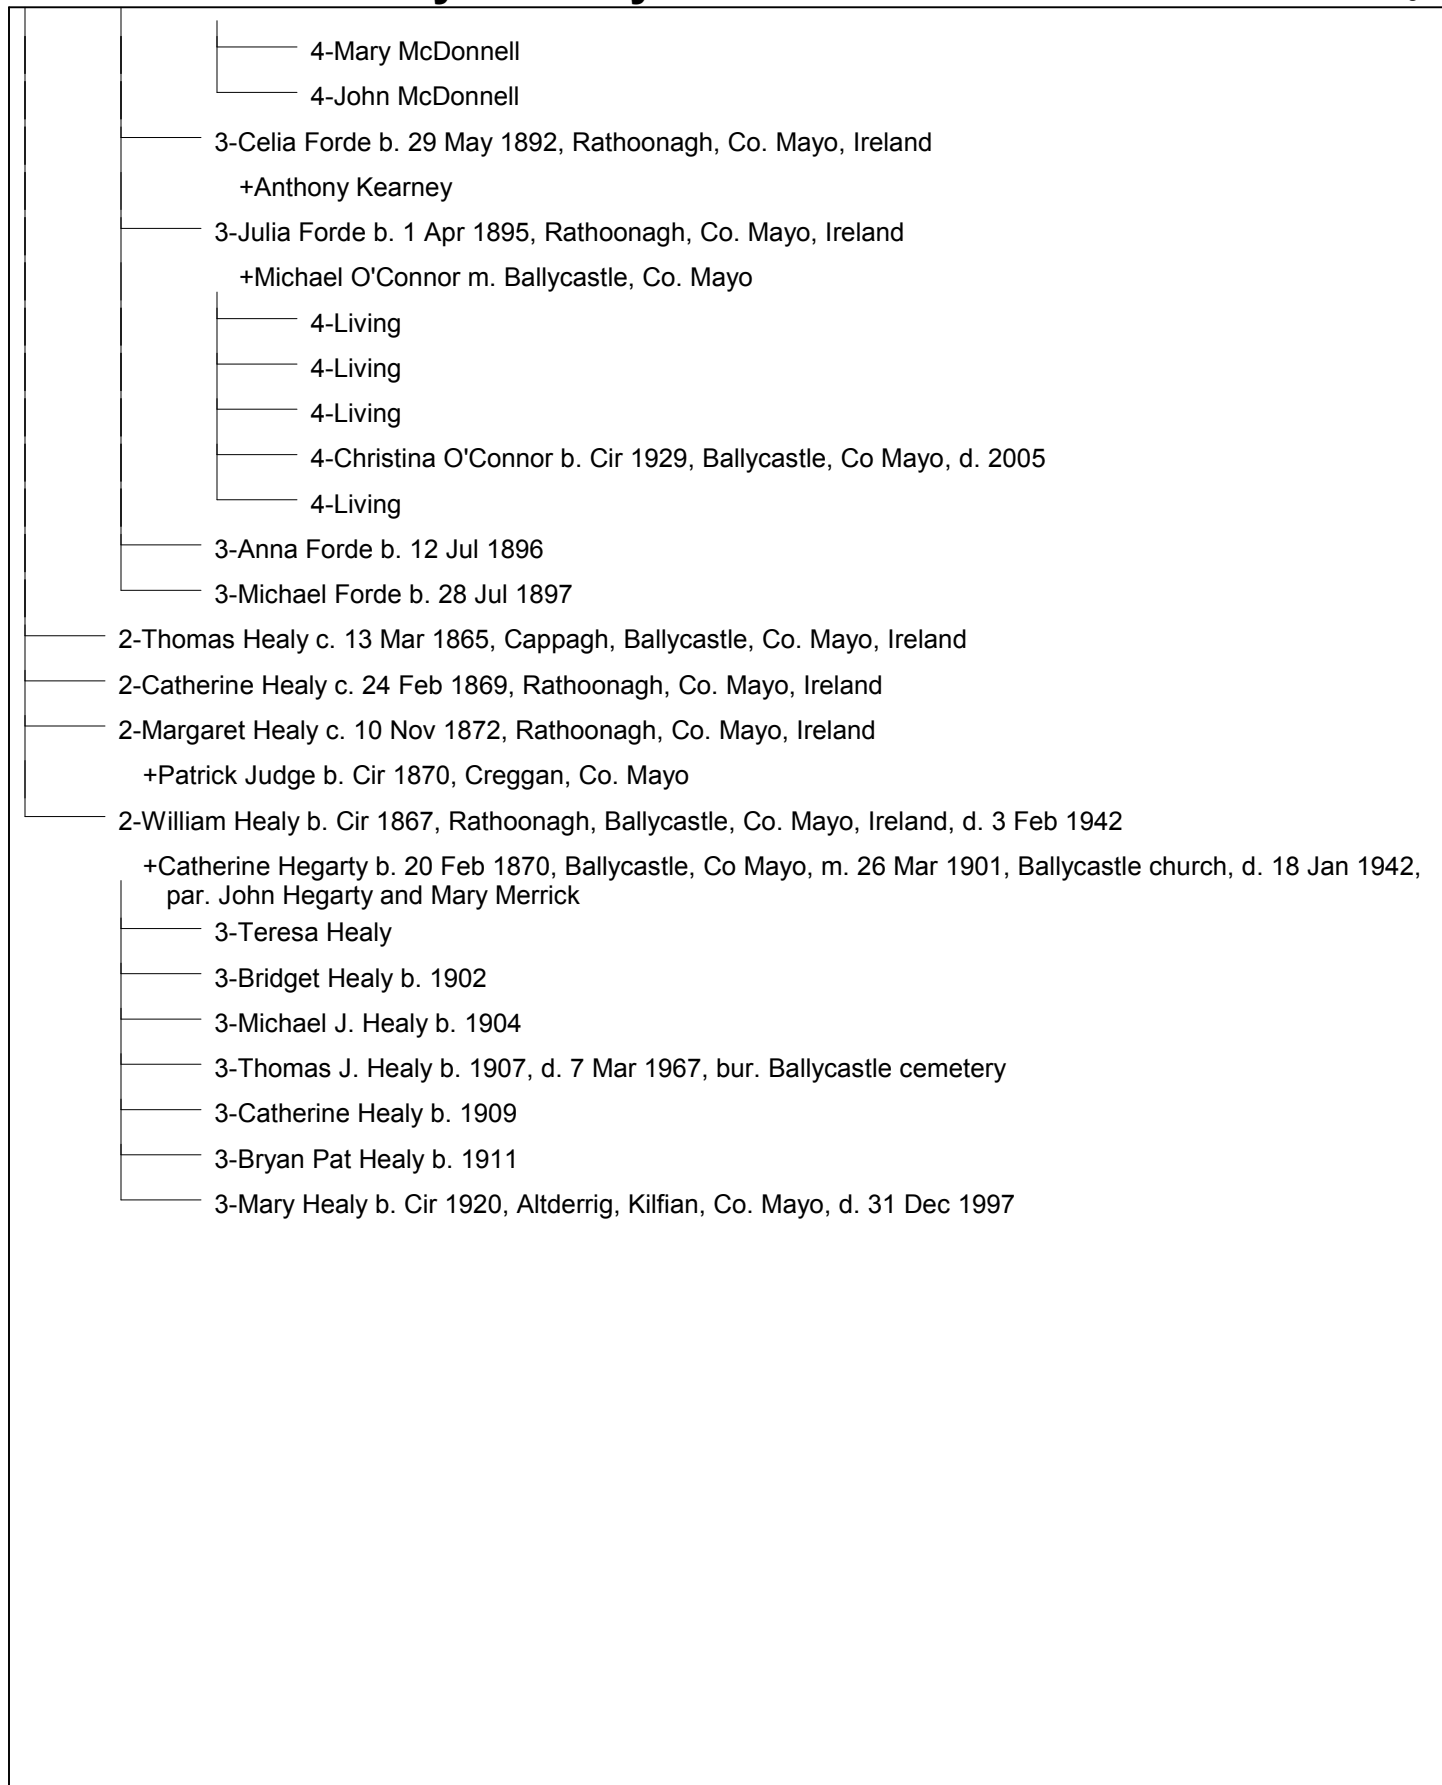 4-Mary McDonnell
4-John McDonnell
3-Celia Forde b. 29 May 1892, Rathoonagh, Co. Mayo, Ireland
+Anthony Kearney
3-Julia Forde b. 1 Apr 1895, Rathoonagh, Co. Mayo, Ireland
+Michael O'Connor m. Ballycastle, Co. Mayo
4-Living
4-Living
4-Living
4-Christina O'Connor b. Cir 1929, Ballycastle, Co Mayo, d. 2005
4-Living
3-Anna Forde b. 12 Jul 1896
3-Michael Forde b. 28 Jul 1897
2-Thomas Healy c. 13 Mar 1865, Cappagh, Ballycastle, Co. Mayo, Ireland
2-Catherine Healy c. 24 Feb 1869, Rathoonagh, Co. Mayo, Ireland
2-Margaret Healy c. 10 Nov 1872, Rathoonagh, Co. Mayo, Ireland
+Patrick Judge b. Cir 1870, Creggan, Co. Mayo
2-William Healy b. Cir 1867, Rathoonagh, Ballycastle, Co. Mayo, Ireland, d. 3 Feb 1942
+Catherine Hegarty b. 20 Feb 1870, Ballycastle, Co Mayo, m. 26 Mar 1901, Ballycastle church, d. 18 Jan 1942,
par. John Hegarty and Mary Merrick
3-Teresa Healy
3-Bridget Healy b. 1902
3-Michael J. Healy b. 1904
3-Thomas J. Healy b. 1907, d. 7 Mar 1967, bur. Ballycastle cemetery
3-Catherine Healy b. 1909
3-Bryan Pat Healy b. 1911
3-Mary Healy b. Cir 1920, Altderrig, Kilfian, Co. Mayo, d. 31 Dec 1997